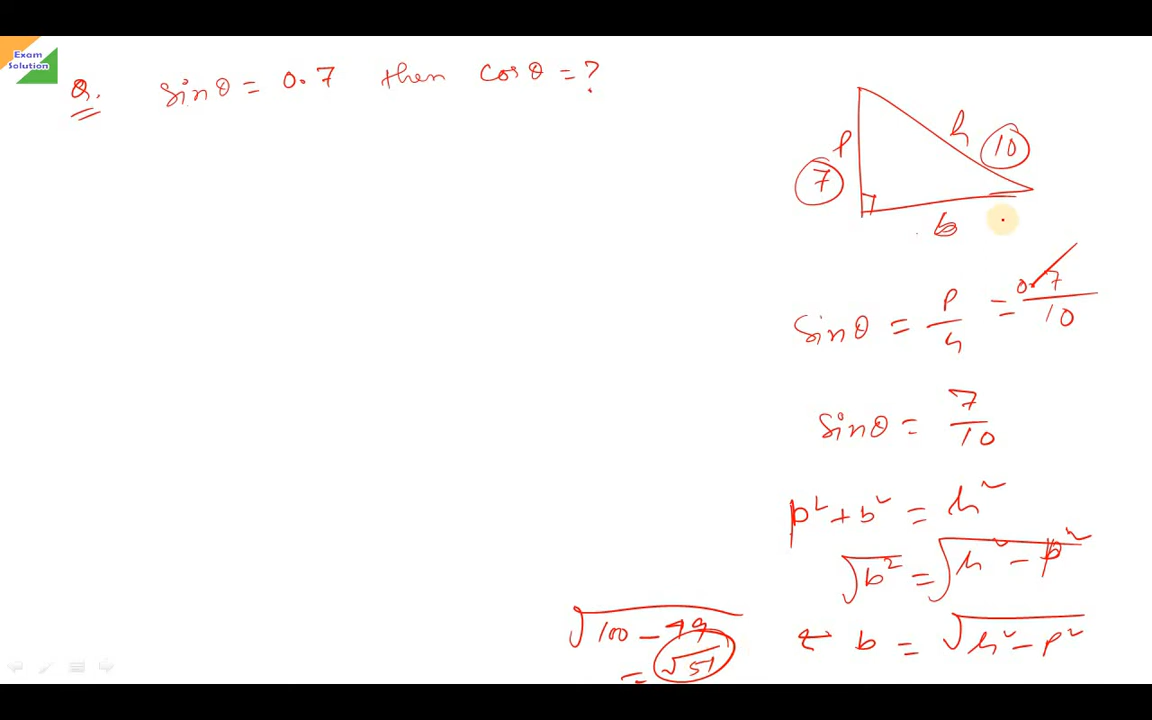 Exam
Solution
Q. sinθ = 0.7 then cosθ = ?
p
h
10
7
b
sinθ = p/h = 0.7/10
sinθ = 7/10
p² + b² = h²
√b² = √h² - p²
b = √h² - p²
√100 - 49
= √51